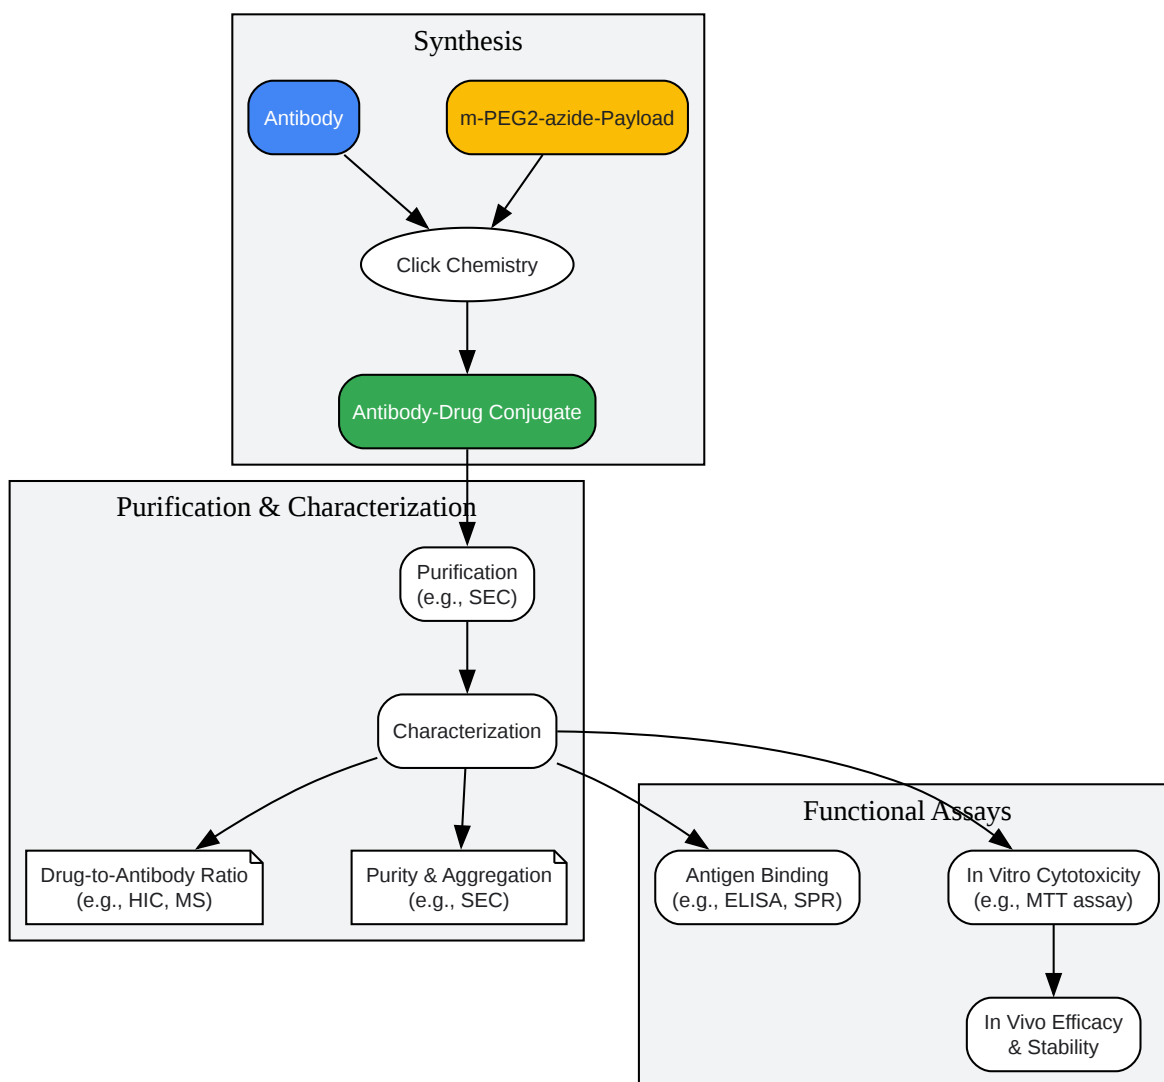 Synthesis
Antibody
m-PEG2-azide-Payload
Click Chemistry
Antibody-Drug Conjugate
Purification & Characterization
Purification
(e.g., SEC)
Characterization
Drug-to-Antibody Ratio
(e.g., HIC, MS)
Purity & Aggregation
(e.g., SEC)
Functional Assays
Antigen Binding
(e.g., ELISA, SPR)
In Vitro Cytotoxicity
(e.g., MTT assay)
In Vivo Efficacy
& Stability